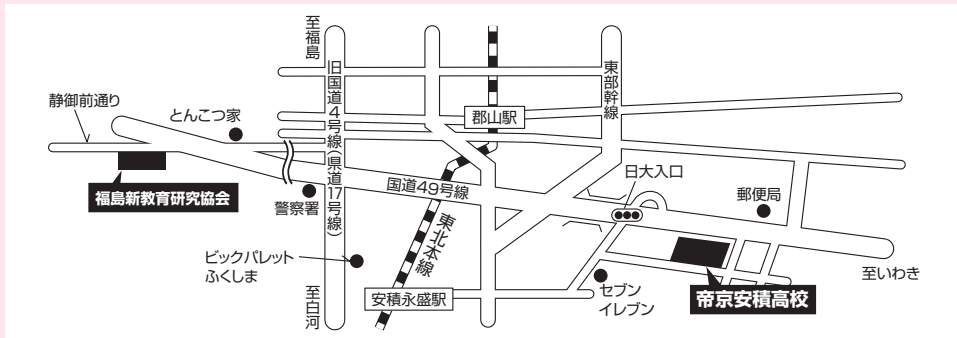 至福島
静御前通り
とんこつ家
旧国道4号線(県道17号線)
郡山駅
東部幹線
福島新教育研究協会
警察署
国道49号線
日大入口
郵便局
東北本線
ビックパレット
ふくしま
至白河
安積永盛駅
セブン
イレブン
帝京安積高校
至いわき